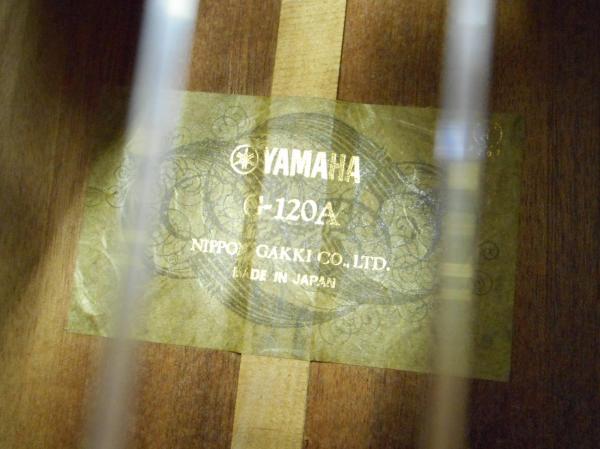 YAMAHA
G-120A
NIPPON GAKKI CO., LTD.
MADE IN JAPAN